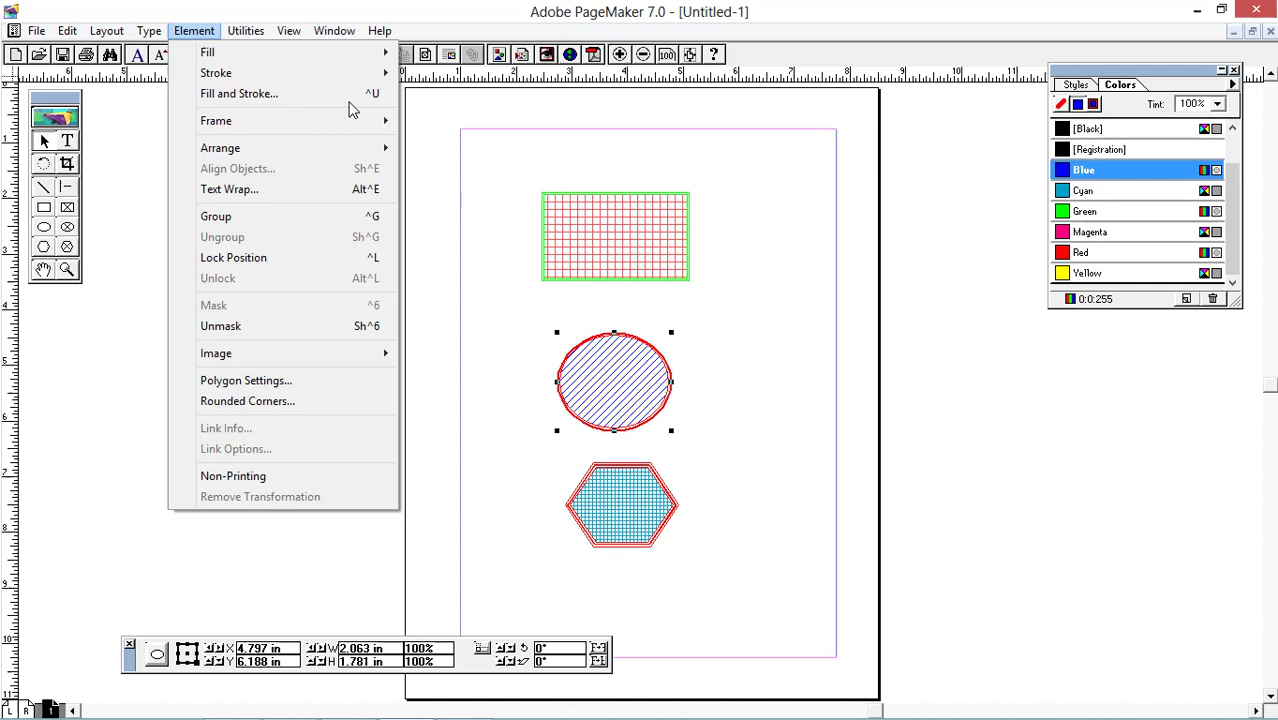 Adobe PageMaker 7.0 - [Untitled-1]
File Edit Layout Type Element Utilities View Window Help
Fill
Stroke
Fill and Stroke... ^U
Frame
Arrange
Align Objects... Sh^E
Text Wrap... Alt^E
Group ^G
Ungroup Sh^G
Lock Position ^L
Unlock Alt^L
Mask ^6
Unmask Sh^6
Image
Polygon Settings...
Rounded Corners...
Link Info...
Link Options...
Non-Printing
Remove Transformation
Styles Colors
Tint: 100%
[Black]
[Registration]
Blue
Cyan
Green
Magenta
Red
Yellow
0:0:255
X 4.797 in W 2.063 in 100% 0°
Y 6.188 in H 1.781 in 100% 0°
L R 1